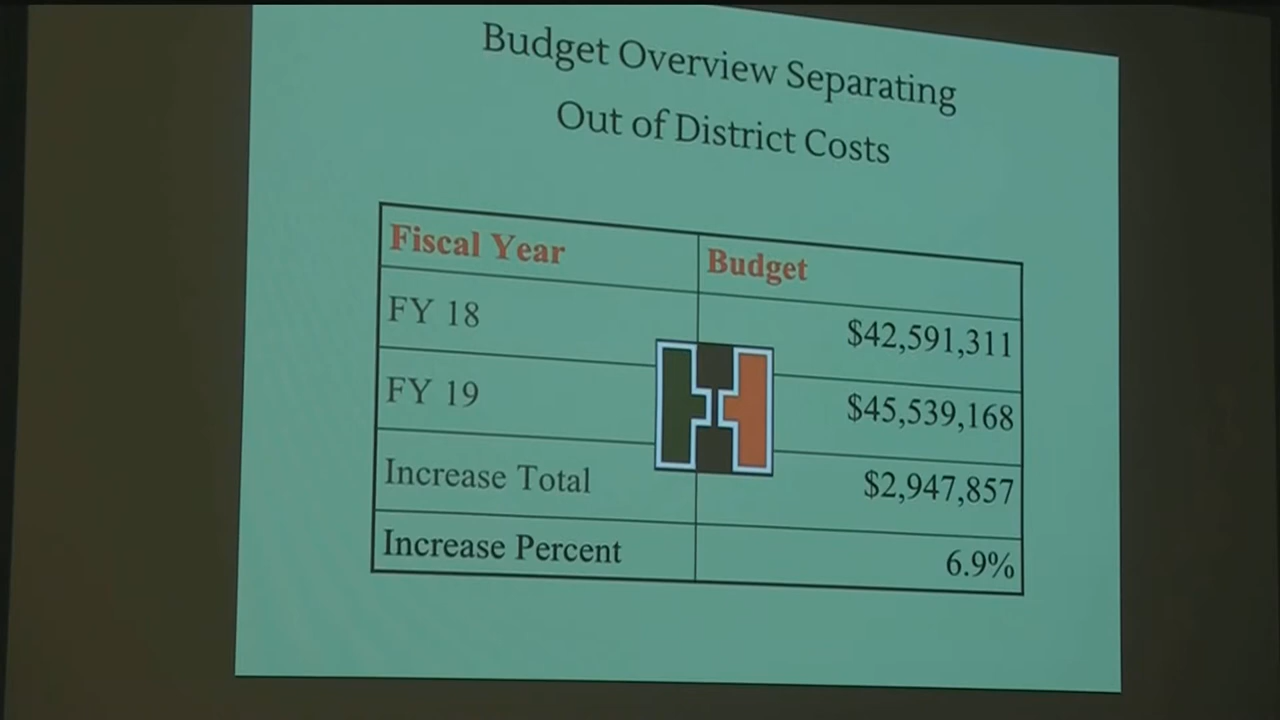 Budget Overview Separating
Out of District Costs
Fiscal Year Budget
FY 18 $42,591,311
FY 19 $45,539,168
Increase Total $2,947,857
Increase Percent 6.9%